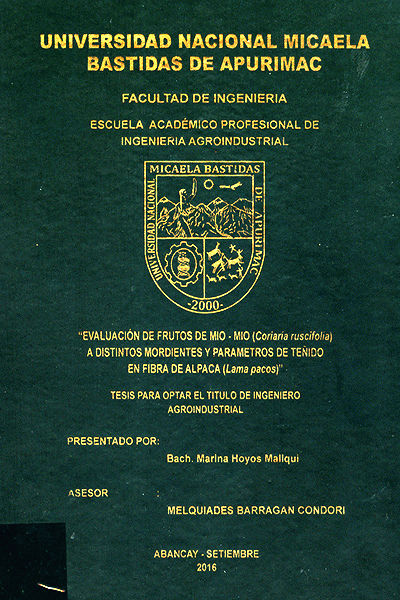 UNIVERSIDAD NACIONAL MICAELA
BASTIDAS DE APURIMAC
FACULTAD DE INGENIERIA
ESCUELA ACADÉMICO PROFESIONAL DE
INGENIERIA AGROINDUSTRIAL
MICAELA BASTIDAS
UNIVERSIDAD NACIONAL
DE APURIMAC
-2000-
"EVALUACIÓN DE FRUTOS DE MIO - MIO (Coriaria ruscifolia)
A DISTINTOS MORDIENTES Y PARAMETROS DE TEÑIDO
EN FIBRA DE ALPACA (Lama pacos)"
TESIS PARA OPTAR EL TITULO DE INGENIERO
AGROINDUSTRIAL
PRESENTADO POR:
Bach. Marina Hoyos Mallqui
ASESOR :
MELQUIADES BARRAGAN CONDORI
ABANCAY - SETIEMBRE
2016